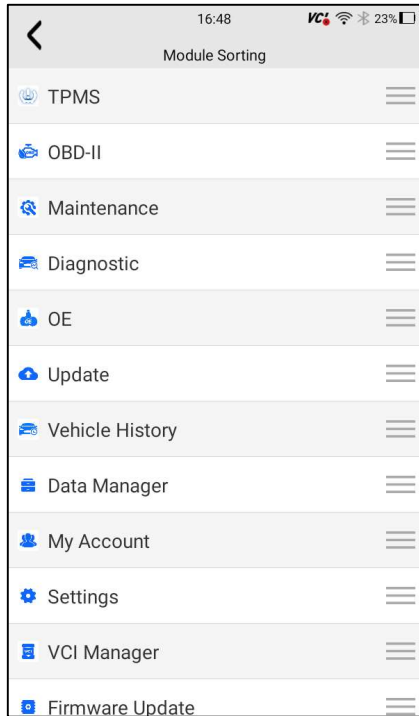 16:48
VCI
23%
Module Sorting
TPMS
OBD-II
Maintenance
Diagnostic
OE
Update
Vehicle History
Data Manager
My Account
Settings
VCI Manager
Firmware Update